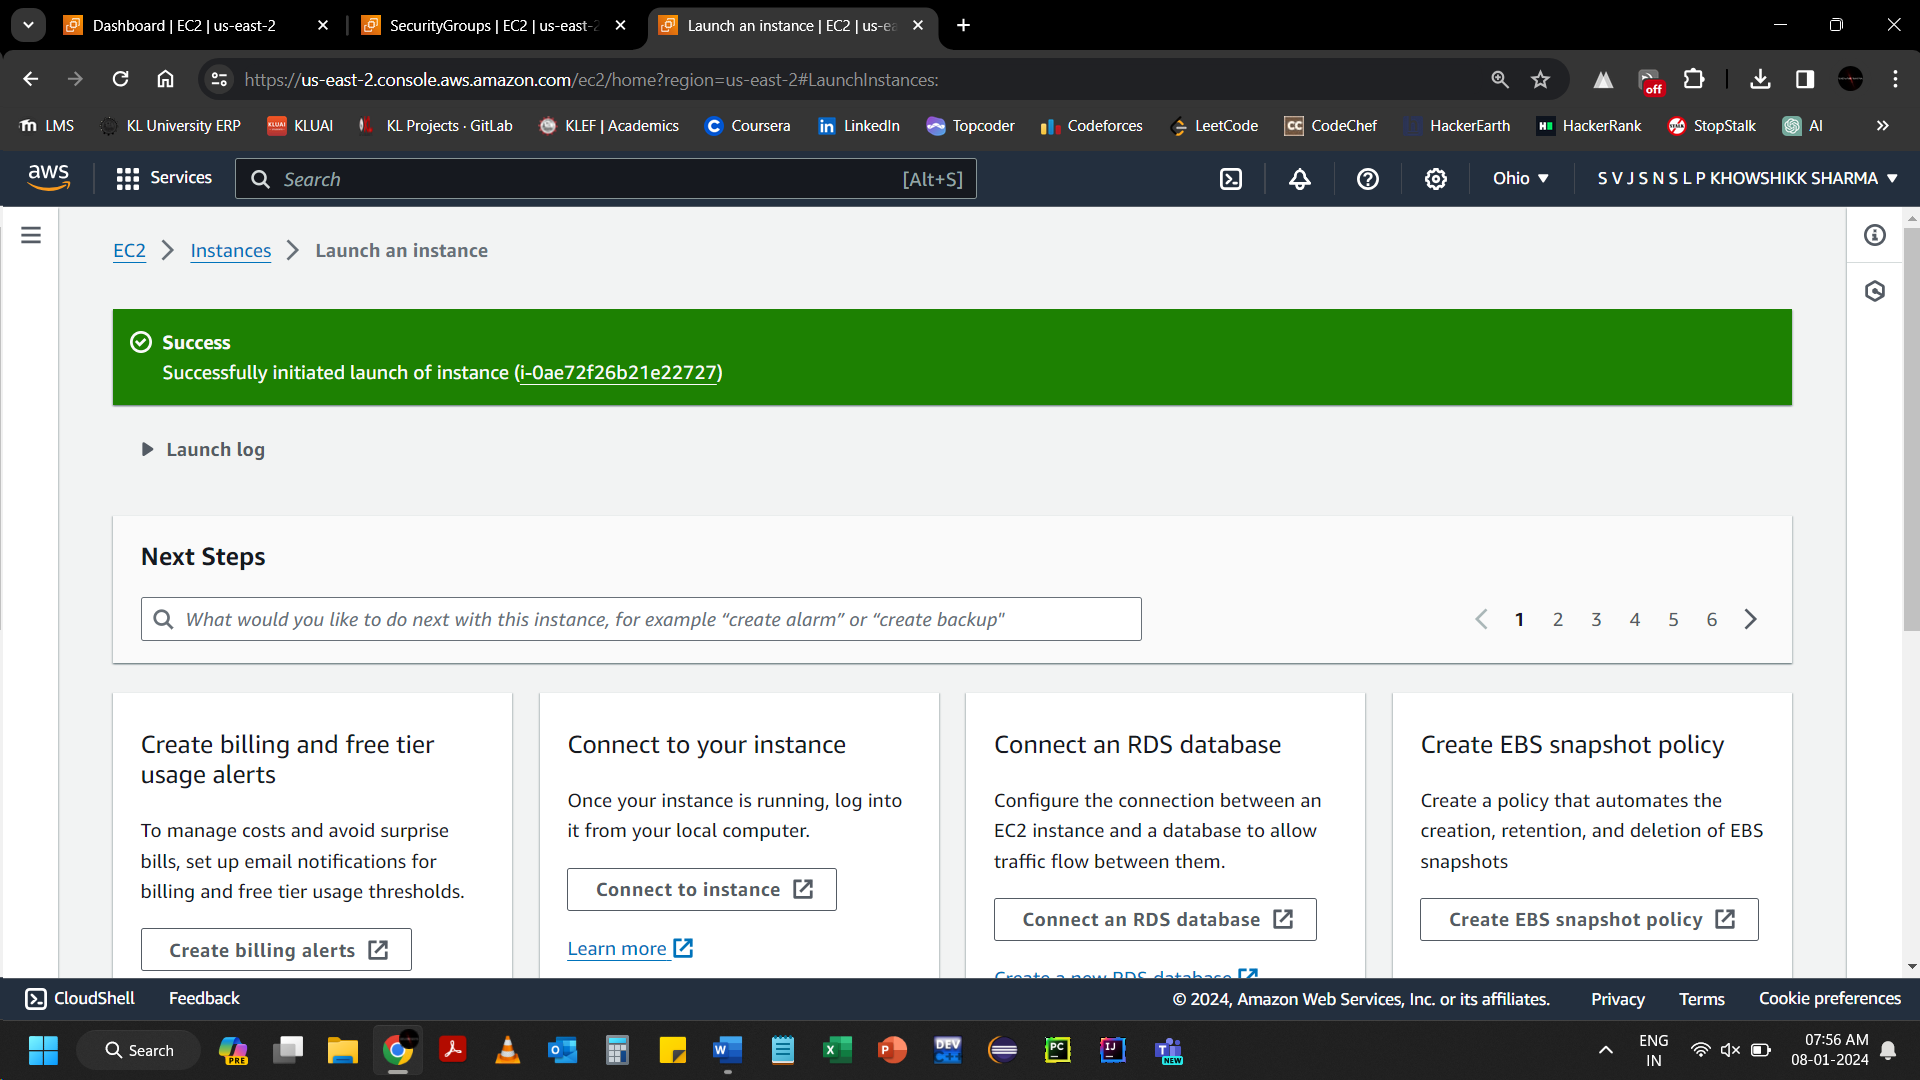 Dashboard | EC2 | us-east-2
SecurityGroups | EC2 | us-east-2
Launch an instance | EC2 | us-ea
https://us-east-2.console.aws.amazon.com/ec2/home?region=us-east-2#LaunchInstances:
off
LMS
KL University ERP
KLUAI
KL Projects · GitLab
KLEF | Academics
Coursera
LinkedIn
Topcoder
Codeforces
LeetCode
CodeChef
HackerEarth
HackerRank
StopStalk
AI
aws
Services
Search
[Alt+S]
Ohio
S V J S N S L P KHOWSHIKK SHARMA
EC2
Instances
Launch an instance
Success
Successfully initiated launch of instance (i-0ae72f26b21e22727)
Launch log
Next Steps
What would you like to do next with this instance, for example “create alarm” or “create backup"
1 2 3 4 5 6
Create billing and free tier
usage alerts
To manage costs and avoid surprise
bills, set up email notifications for
billing and free tier usage thresholds.
Create billing alerts
Connect to your instance
Once your instance is running, log into
it from your local computer.
Connect to instance
Learn more
Connect an RDS database
Configure the connection between an
EC2 instance and a database to allow
traffic flow between them.
Connect an RDS database
Create a new RDS database
Create EBS snapshot policy
Create a policy that automates the
creation, retention, and deletion of EBS
snapshots
Create EBS snapshot policy
CloudShell
Feedback
© 2024, Amazon Web Services, Inc. or its affiliates.
Privacy
Terms
Cookie preferences
Search
PRE
DEV
PC
IJ
NEW
ENG
IN
07:56 AM
08-01-2024